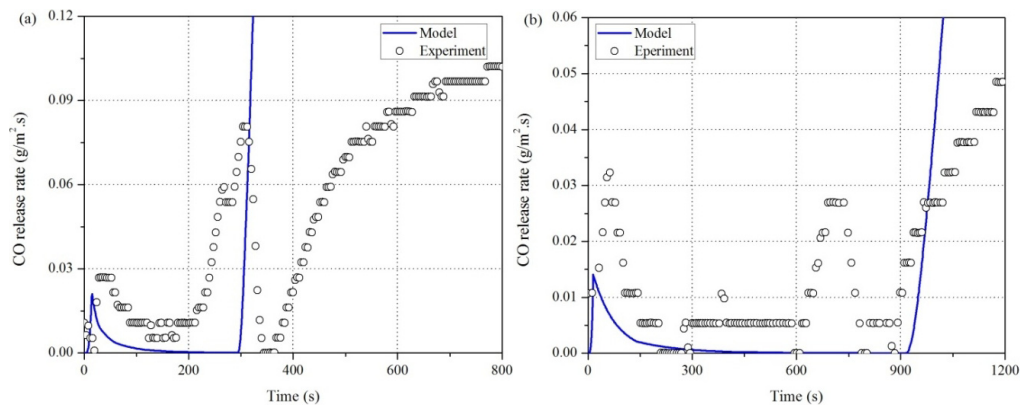 (a)
0.12
0.09
0.06
0.03
0.00
CO release rate (g/m².s)
Model
Experiment
0
200
400
600
800
Time (s)
(b)
0.06
0.05
0.04
0.03
0.02
0.01
0.00
CO release rate (g/m².s)
Model
Eperiment
0
300
600
900
1200
Time (s)